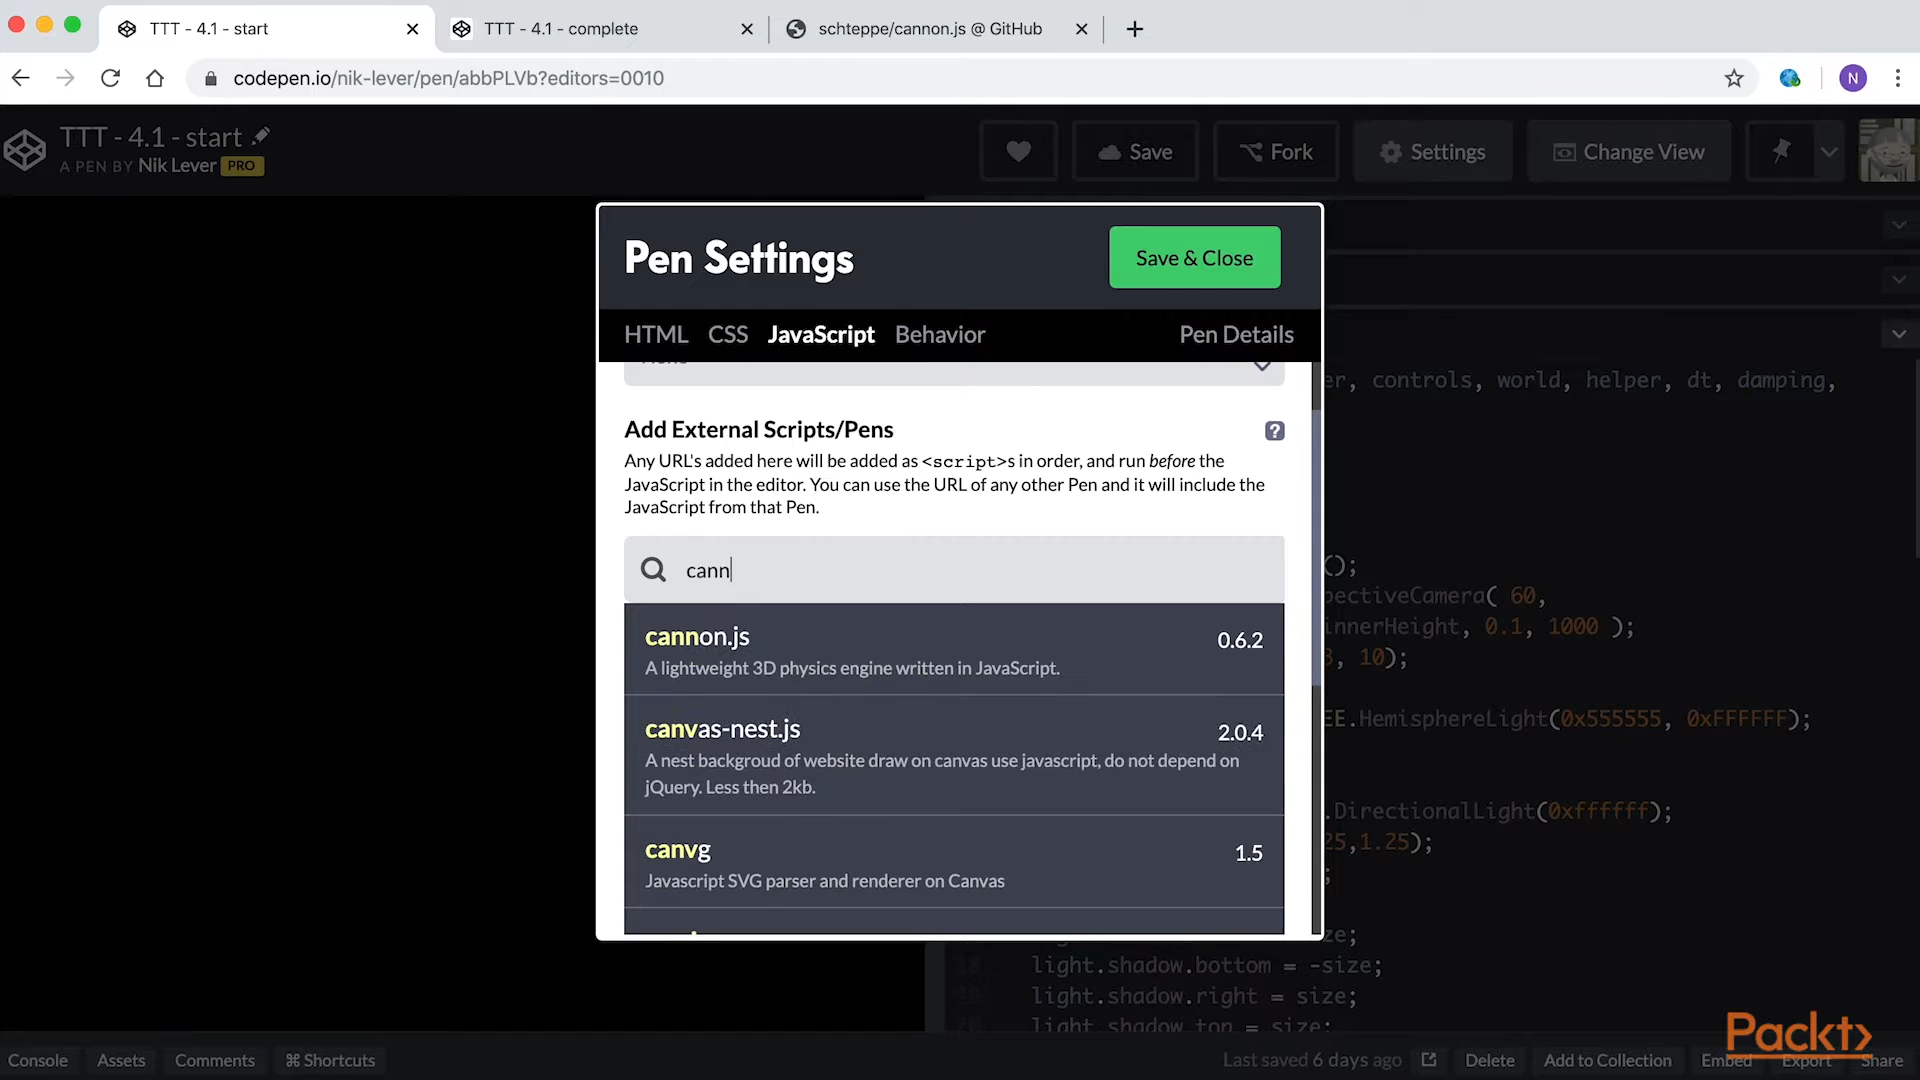 TTT - 4.1 - start
TTT - 4.1 - complete
schteppe/cannon.js @ GitHub
codepen.io/nik-lever/pen/abbPLVb?editors=0010
N
TTT - 4.1 - start
A PEN BY Nik Lever PRO
Save
Fork
Settings
Change View
Pen Settings
Save & Close
HTML CSS JavaScript Behavior Pen Details
er, controls, world, helper, dt, damping,
Add External Scripts/Pens
?
Any URL's added here will be added as <script>s in order, and run before the
JavaScript in the editor. You can use the URL of any other Pen and it will include the
JavaScript from that Pen.
cann
cannon.js 0.6.2
A lightweight 3D physics engine written in JavaScript.
canvas-nest.js 2.0.4
A nest backgroud of website draw on canvas use javascript, do not depend on
jQuery. Less then 2kb.
canvg 1.5
Javascript SVG parser and renderer on Canvas
();
pectiveCamera( 60,
innerHeight, 0.1, 1000 );
, 10);
EE.HemisphereLight(0x555555, 0xFFFFFF);
.DirectionalLight(0xffffff);
25,1.25);
;
ze;
light.shadow.bottom = -size;
light.shadow.right = size;
light.shadow.top = size;
Packt>
Console
Assets
Comments
⌘ Shortcuts
Last saved 6 days ago
Delete
Add to Collection
Embed
Export
Share